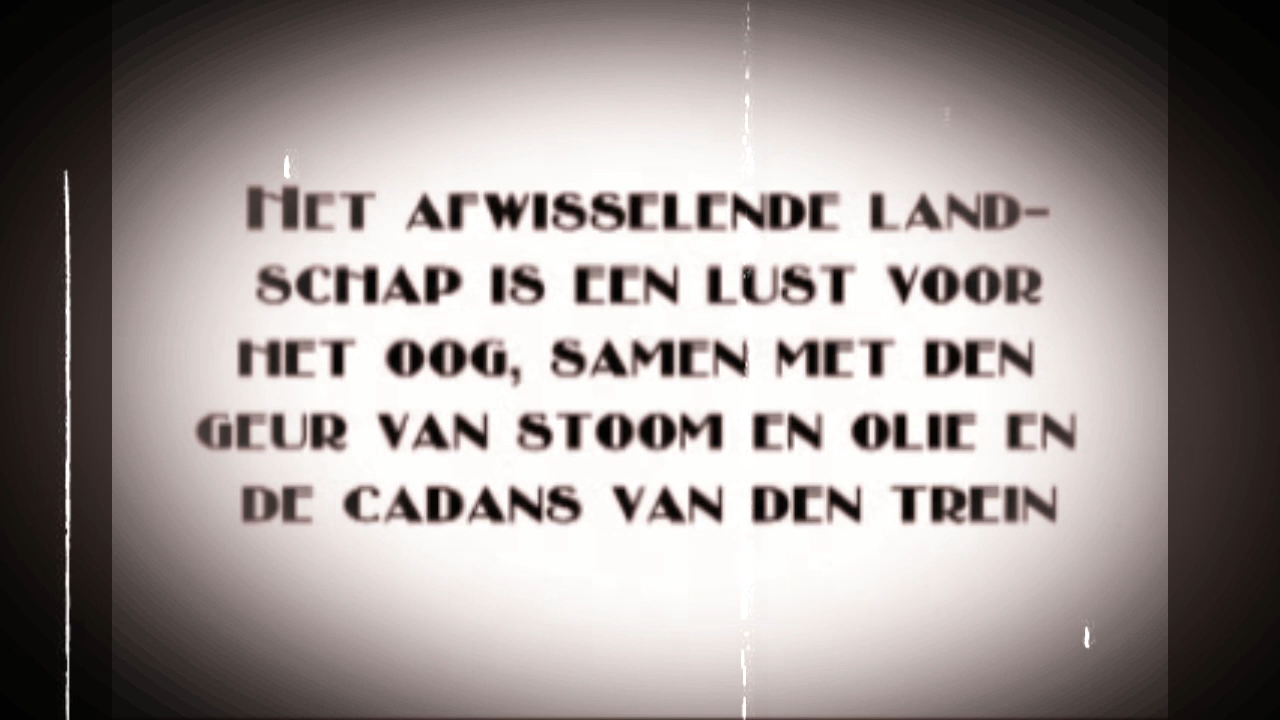 Het afwisselende land-
schap is een lust voor
het oog, samen met den
geur van stoom en olie en
de cadans van den trein